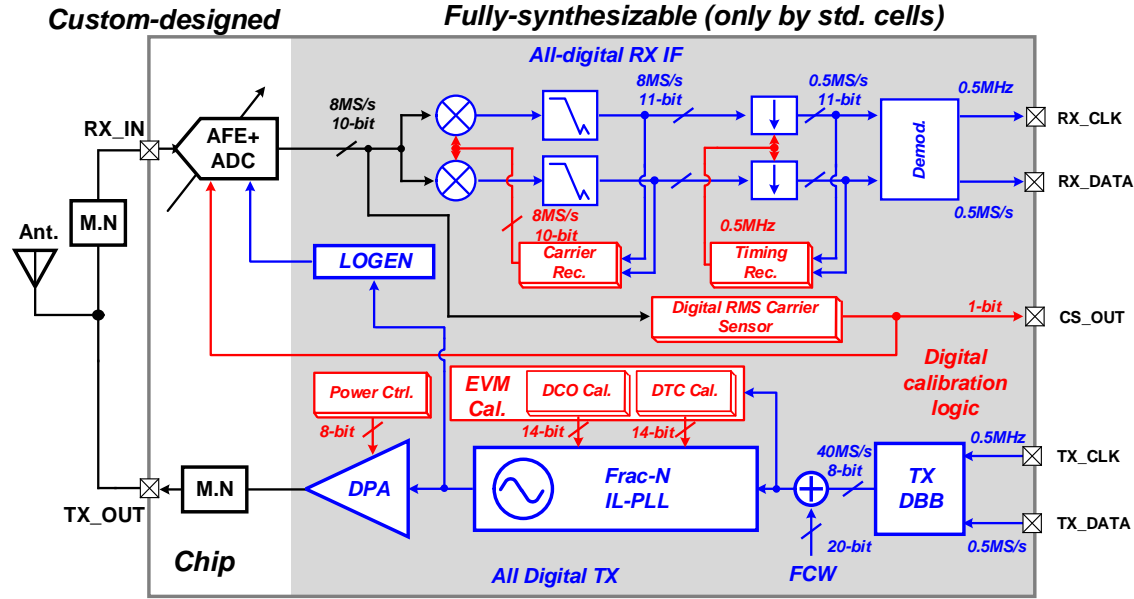 Custom-designed
Fully-synthesizable (only by std. cells)
All-digital RX IF
8MS/s
10-bit
8MS/s
11-bit
0.5MS/s
11-bit
0.5MHz
RX_IN
AFE+
ADC
Demod.
RX_CLK
RX_DATA
M.N
Ant.
8MS/s
10-bit
0.5MHz
0.5MS/s
LOGEN
Carrier
Rec.
Timing
Rec.
Digital RMS Carrier
Sensor
1-bit
CS_OUT
Digital
calibration
logic
Power Ctrl.
EVM
Cal.
DCO Cal.
DTC Cal.
8-bit
14-bit
14-bit
40MS/s
8-bit
0.5MHz
TX_CLK
DPA
Frac-N
IL-PLL
TX
DBB
M.N
TX_OUT
TX_DATA
20-bit
0.5MS/s
Chip
All Digital TX
FCW